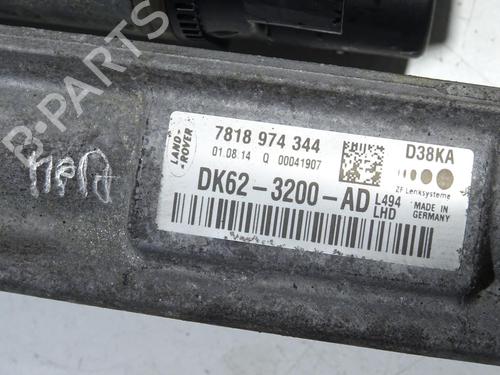 B-PARTS
LAND-
ROVER
7818 974 344
01.08.14 Q 00041907
D38KA
ZF Lenksysteme
DK62-3200-AD
L494
LHD
MADE IN
GERMANY